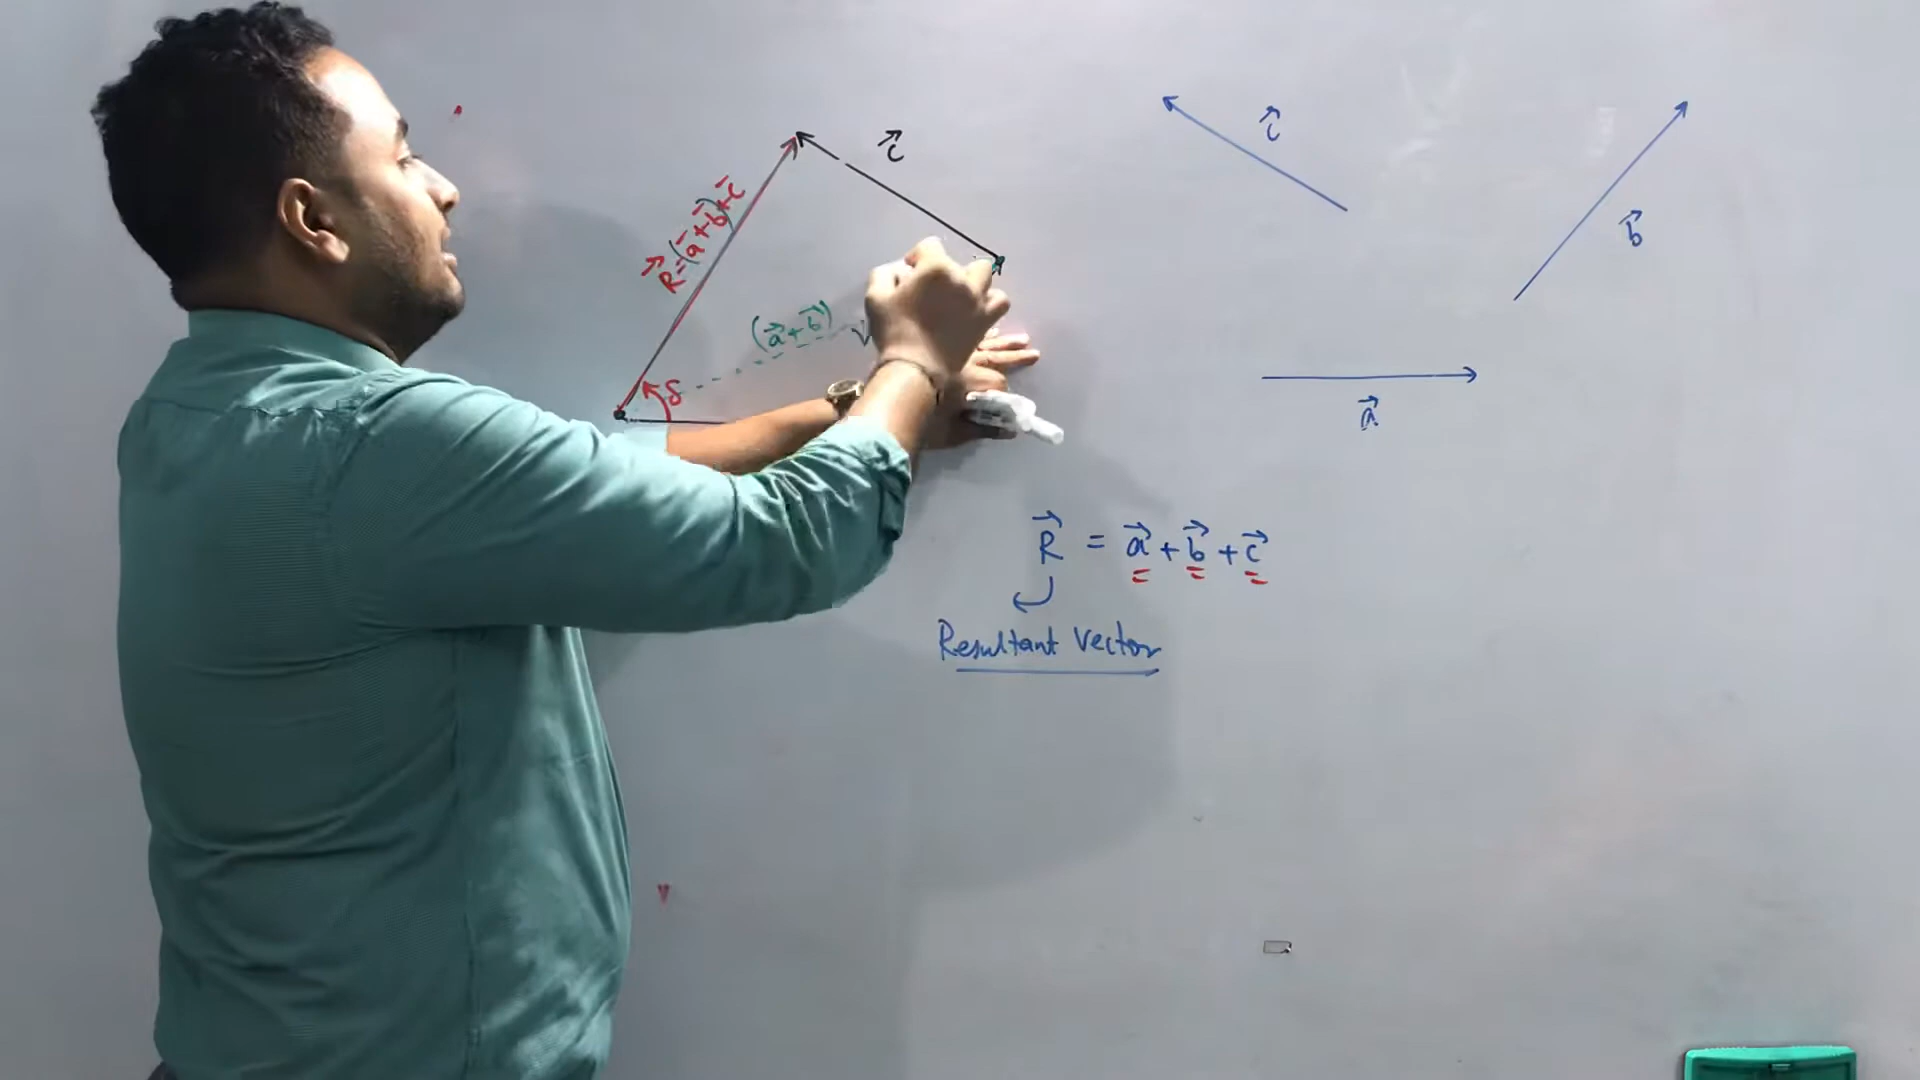 c⃗
R⃗=(a̅+b̅)+c̅
(a⃗+b⃗)
δ
c⃗
b⃗
a⃗
R⃗ = a⃗+b⃗+c⃗
Resultant vector